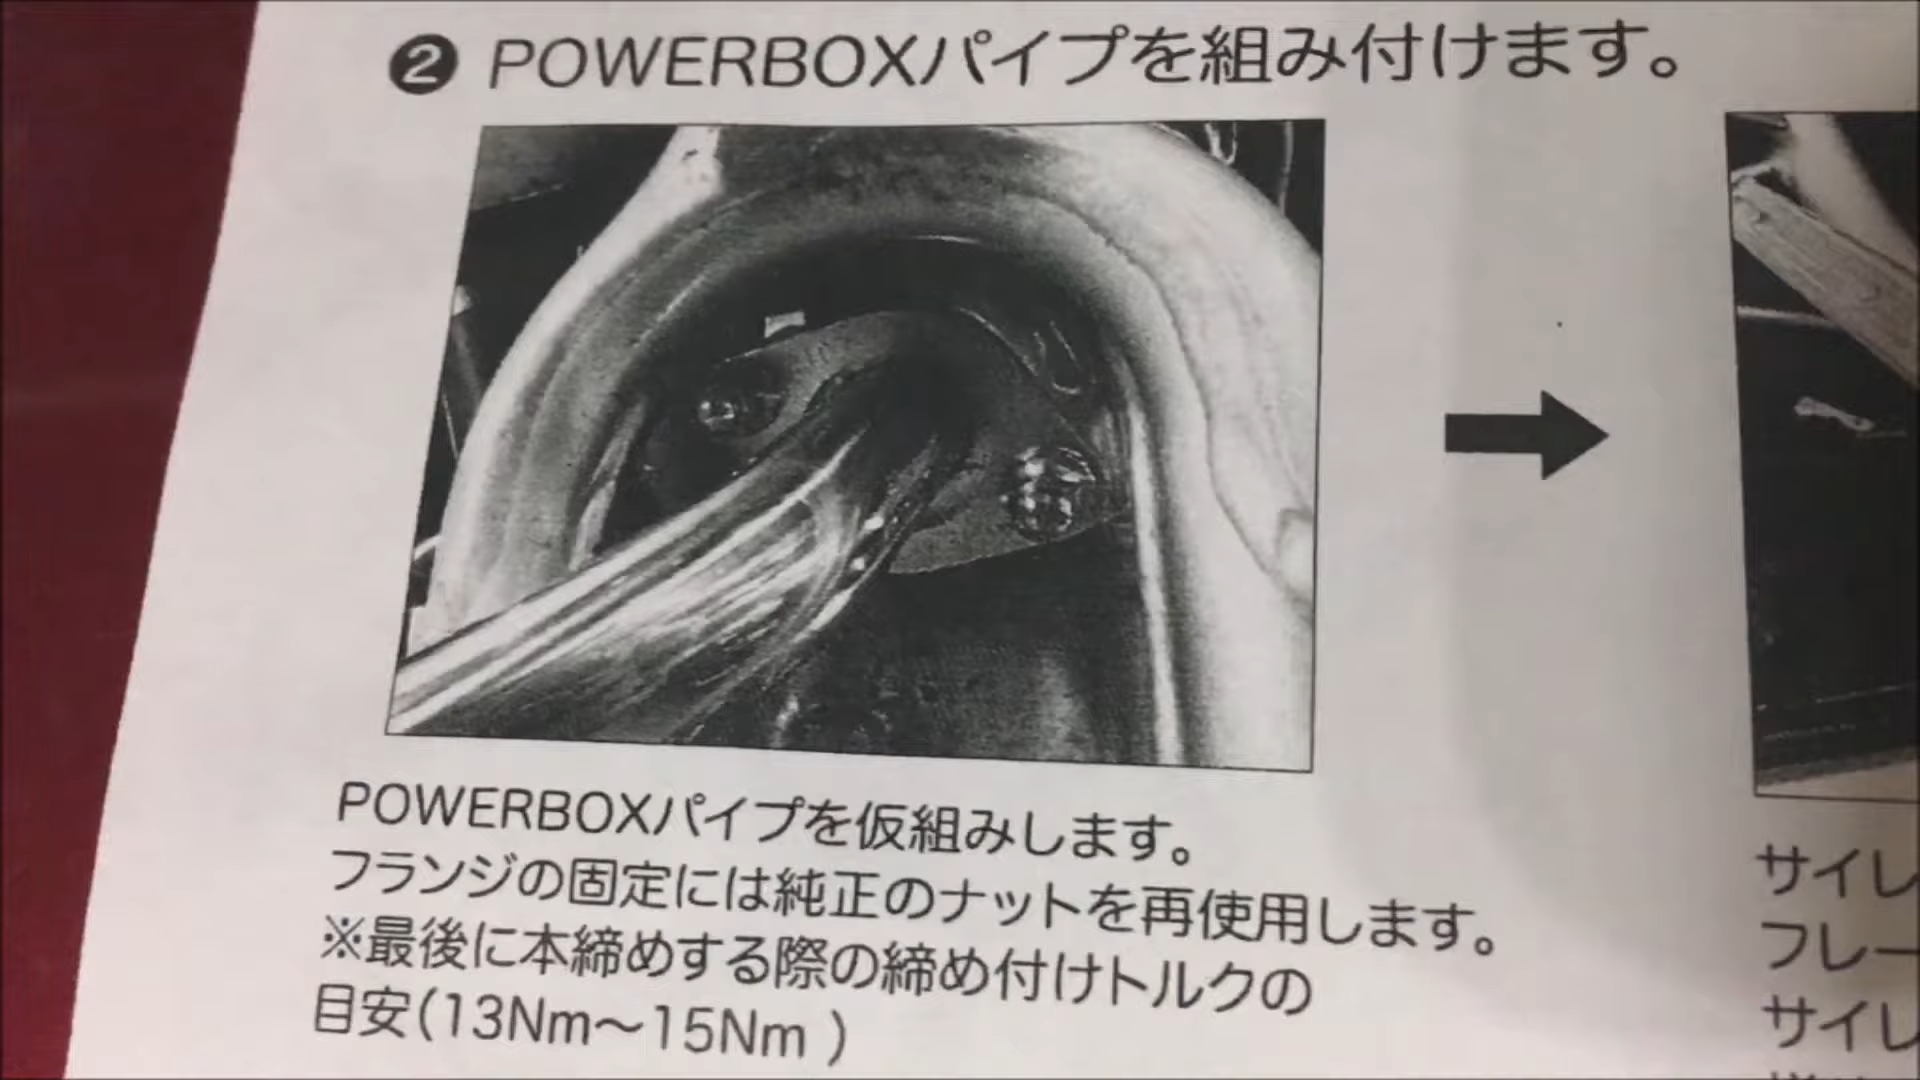 ❷ POWERBOXパイプを組み付けます。
POWERBOXパイプを仮組みします。
フランジの固定には純正のナットを再使用します。
※最後に本締めする際の締め付けトルクの
目安(13Nm～15Nm )
サイレ
フレー
サイレ